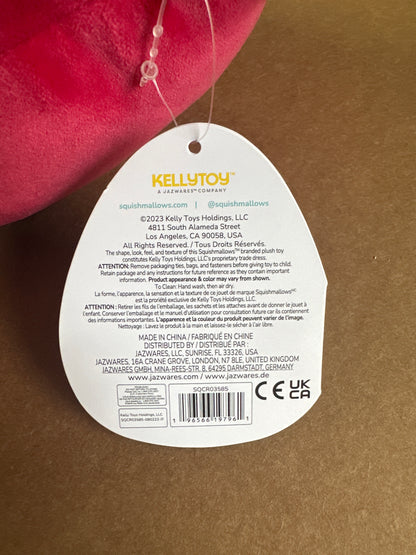 KELLYTOY™
A JAZWARES™ COMPANY
squishmallows.com | @squishmallows
©2023 Kelly Toys Holdings, LLC
4811 South Alameda Street
Los Angeles, CA 90058, USA
All Rights Reserved. / Tous Droits Réservés.
The shape, look, feel, and texture of this Squishmallows™ branded plush toy
constitutes Kelly Toys Holdings, LLC's proprietary trade dress.
ATTENTION: Remove packaging ties, bags, and fasteners before giving toy to child.
Retain package and any instructions for future reference as they contain important
information. Product appearance & color may vary from shown.
To Clean: Hand wash, then air dry.
La forme, l'apparence, la sensation et la texture de ce jouet de marque Squishmallows™ est
la propriété exclusive de Kelly Toys Holdings, LLC.
ATTENTION : Retirer les fils de l'emballage, les sachets et les attaches avant de donner le jouet à
l'enfant. Conserver l'emballage et le manuel d'utilisation pour consultation future car ils contiennent
des informations importantes. L'apparence et la couleur du produit peuvent varier de l'image.
Nettoyage : Lavez le produit à la main et laissez-le sécher à l'air libre.
MADE IN CHINA / FABRIQUÉ EN CHINE
DISTRIBUTED BY / DISTRIBUÉ PAR :
JAZWARES, LLC, SUNRISE, FL 33326, USA
JAZWARES, 16A CRANE GROVE, LONDON, N7 8LE, UNITED KINGDOM
JAZWARES GMBH, MINA-REES-STR. 8, 64295 DARMSTADT, GERMANY
www.jazwares.com / www.jazwares.de
SQCR03585
Kelly Toy Holdings, LLC
1 96566 19796 1
CE UK CA